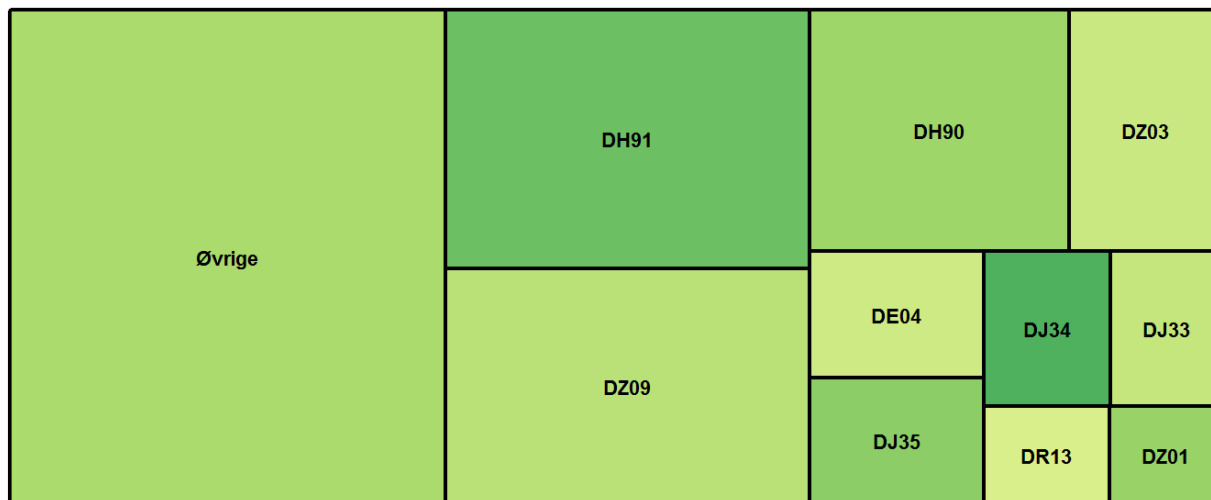 Øvrige
DH91
DZ09
DH90
DZ03
DE04
DJ35
DJ34
DJ33
DR13
DZ01